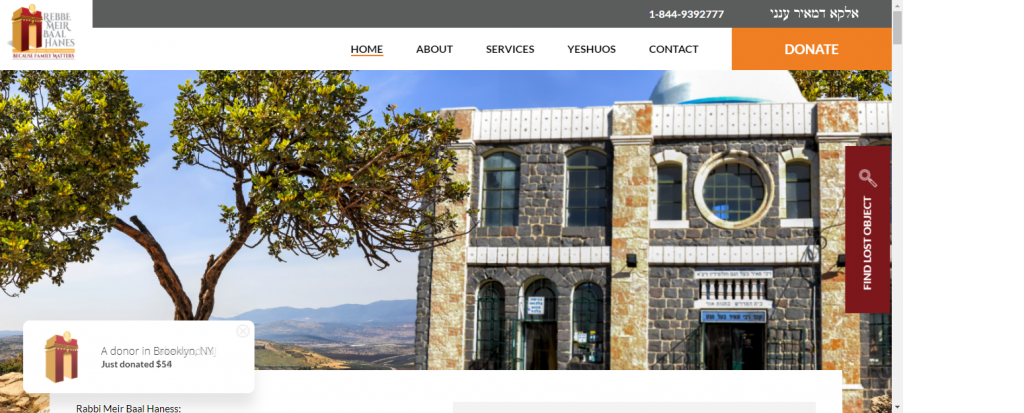 REBBE
MEIR
BAAL
HANES
BECAUSE FAMILY MATTERS
1-844-9392777
אלקא דמאיר ענני
HOME
ABOUT
SERVICES
YESHUOS
CONTACT
DONATE
FIND LOST OBJECT
A donor in Brooklyn, NY
Just donated $54
Rabbi Meir Baal Haness: